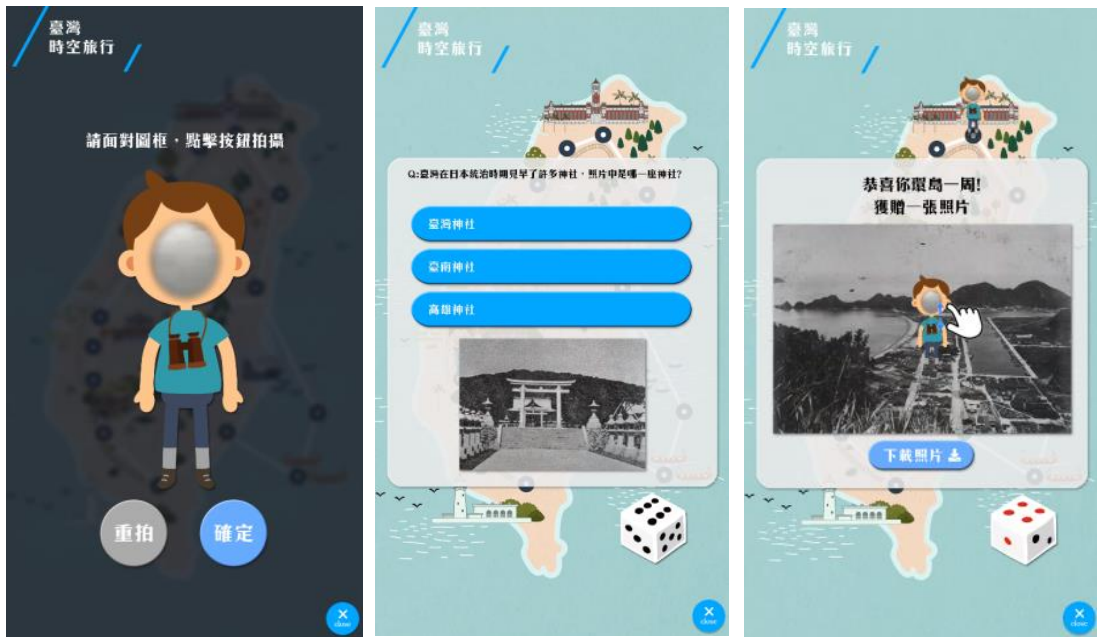 臺灣
時空旅行
請面對圖框，點擊按鈕拍攝
重拍
確定
close
臺灣
時空旅行
Q:臺灣在日本統治時期見早了許多神社，照片中是哪一座神社?
臺灣神社
臺南神社
高雄神社
close
臺灣
時空旅行
恭喜你環島一周!
獲贈一張照片
下載照片
close